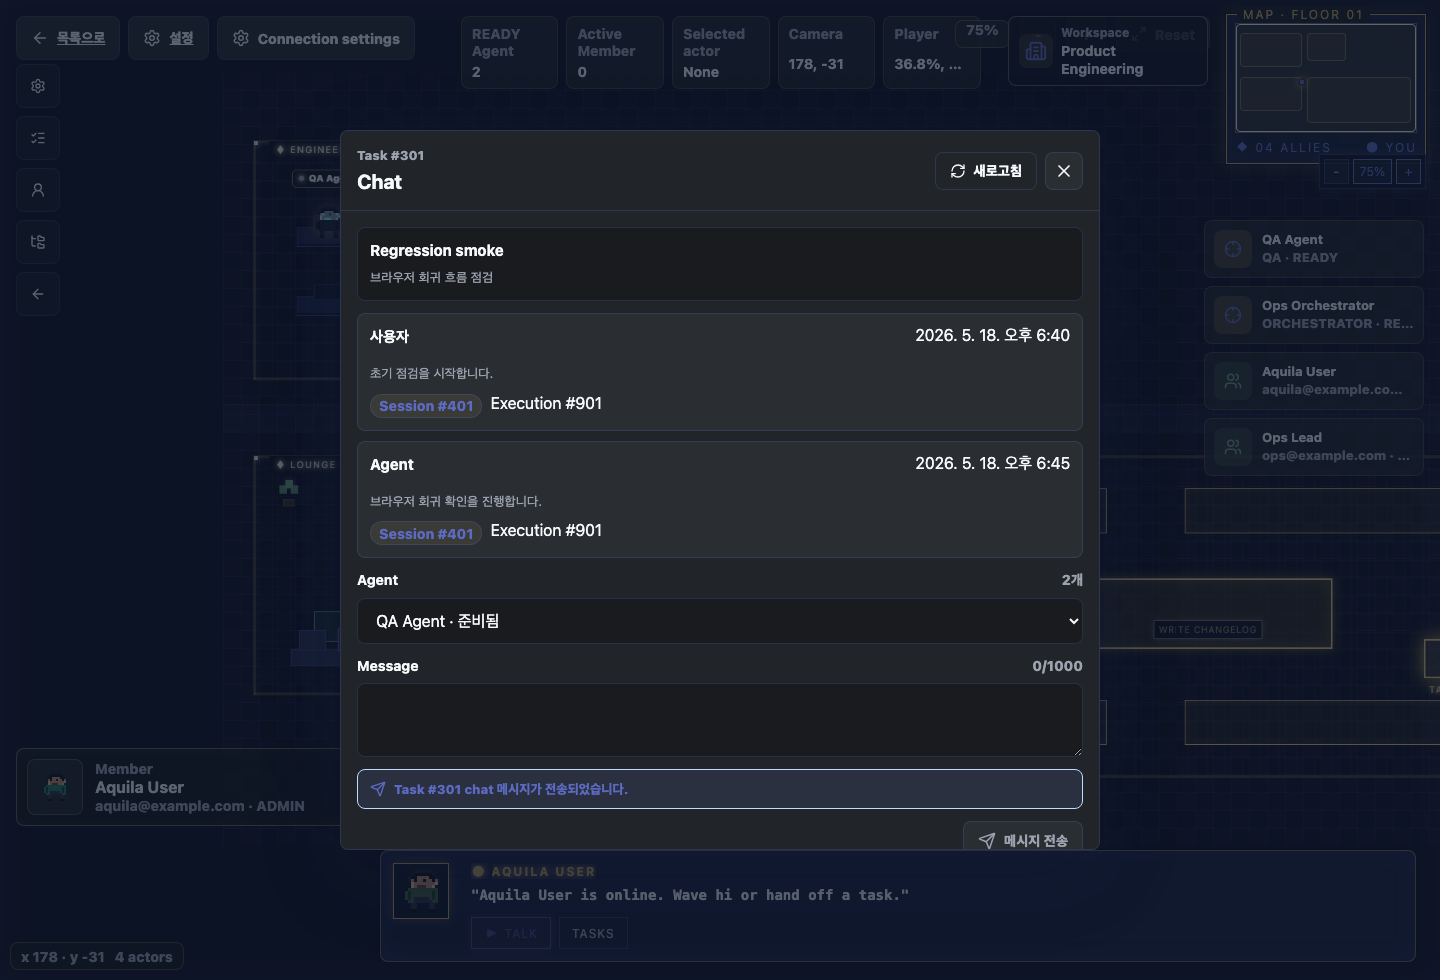 목록으로
설정
Connection settings
READY Agent
2
Active Member
0
Selected actor
None
Camera
178, -31
Player
36.8%, ...
75%
Workspace
Product Engineering
Reset
MAP · FLOOR 01
04 ALLIES
YOU
-
75%
+
ENGINEE
QA Ag
LOUNGE
Task #301
Chat
새로고침
Regression smoke
브라우저 회귀 흐름 점검
사용자
2026. 5. 18. 오후 6:40
초기 점검을 시작합니다.
Session #401
Execution #901
Agent
2026. 5. 18. 오후 6:45
브라우저 회귀 확인을 진행합니다.
Session #401
Execution #901
Agent
2개
QA Agent · 준비됨
Message
0/1000
Task #301 chat 메시지가 전송되었습니다.
메시지 전송
QA Agent
QA · READY
Ops Orchestrator
ORCHESTRATOR · RE...
Aquila User
aquila@example.co...
Ops Lead
ops@example.com · ...
WRITE CHANGELOG
TA
Member
Aquila User
aquila@example.com · ADMIN
AQUILA USER
"Aquila User is online. Wave hi or hand off a task."
TALK
TASKS
x 178 · y -31 4 actors